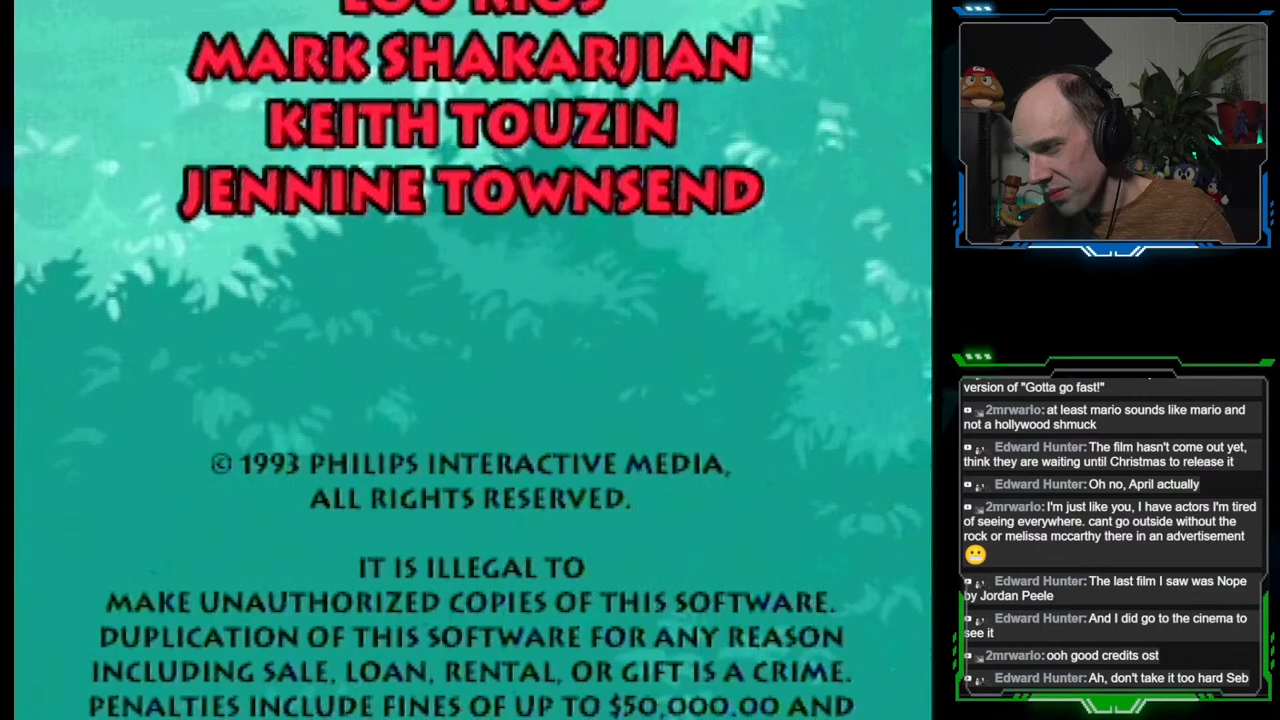 LOU RIOS
MARK SHAKARJIAN
KEITH TOUZIN
JENNINE TOWNSEND
© 1993 PHILIPS INTERACTIVE MEDIA,
ALL RIGHTS RESERVED.
IT IS ILLEGAL TO
MAKE UNAUTHORIZED COPIES OF THIS SOFTWARE.
DUPLICATION OF THIS SOFTWARE FOR ANY REASON
INCLUDING SALE, LOAN, RENTAL, OR GIFT IS A CRIME.
PENALTIES INCLUDE FINES OF UP TO $50,000.00 AND
version of "Gotta go fast!"
2mrwario: at least mario sounds like mario and
not a hollywood shmuck
Edward Hunter: The film hasn't come out yet,
think they are waiting until Christmas to release it
Edward Hunter: Oh no, April actually
2mrwario: I'm just like you, I have actors I'm tired
of seeing everywhere. cant go outside without the
rock or melissa mccarthy there in an advertisement
Edward Hunter: The last film I saw was Nope
by Jordan Peele
Edward Hunter: And I did go to the cinema to
see it
2mrwario: ooh good credits ost
Edward Hunter: Ah, don't take it too hard Seb